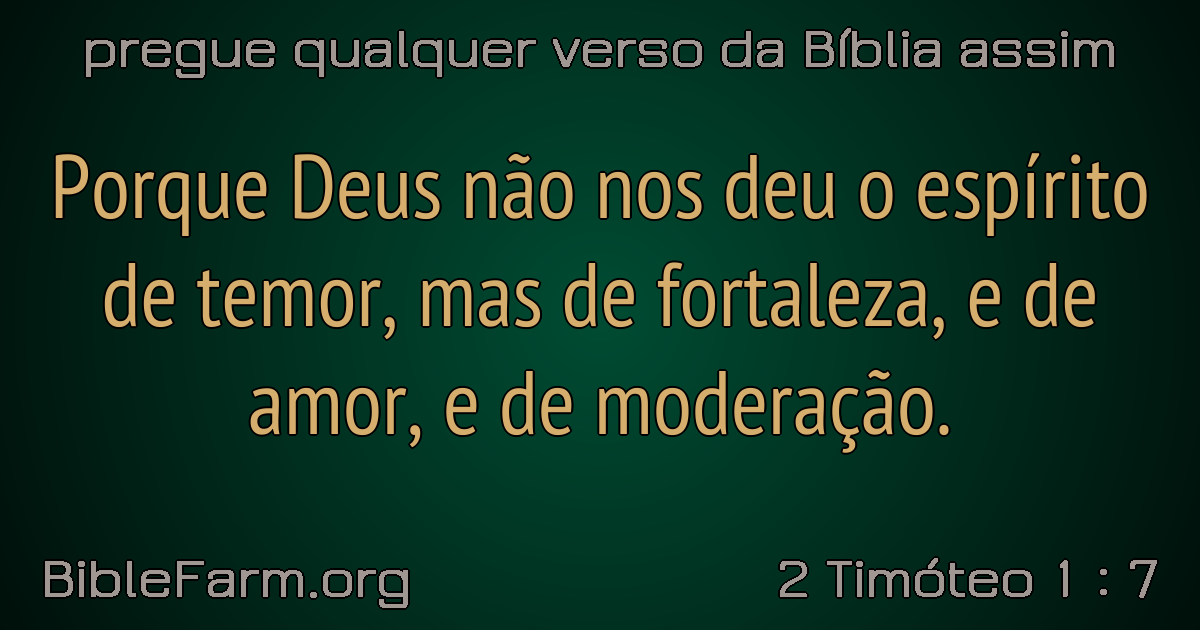 pregue qualquer verso da Bíblia assim
Porque Deus não nos deu o espírito
de temor, mas de fortaleza, e de
amor, e de moderação.
BibleFarm.org
2 Timóteo 1 : 7